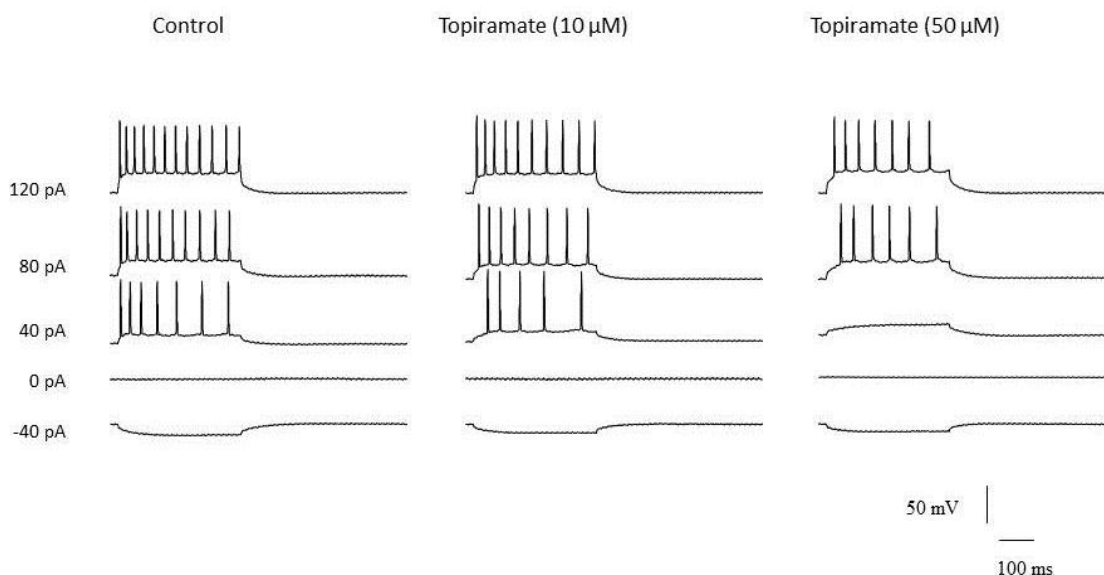 Control Topiramate (10 µM) Topiramate (50 µM)
120 pA
80 pA
40 pA
0 pA
-40 pA
50 mV
100 ms